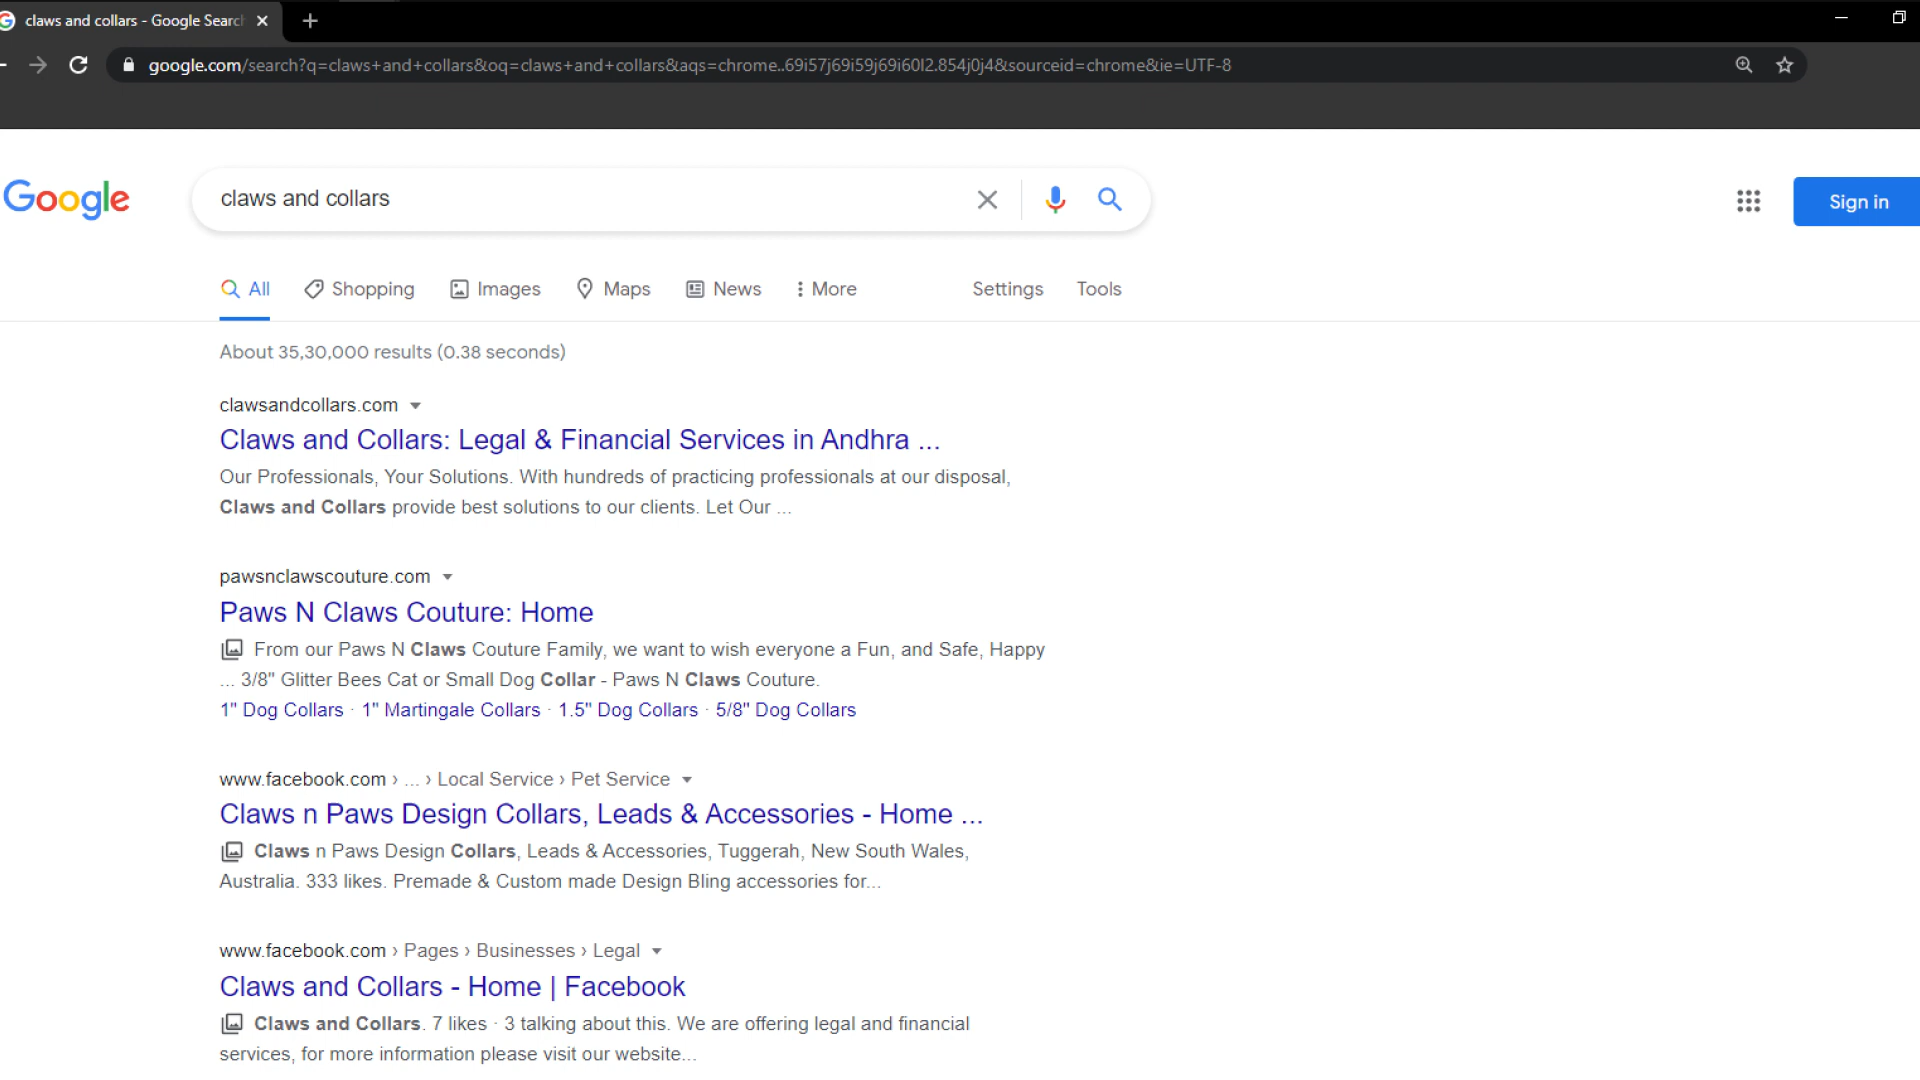 claws and collars - Google Search
google.com/search?q=claws+and+collars&oq=claws+and+collars&aqs=chrome..69i57j69i59j69i60l2.854j0j4&sourceid=chrome&ie=UTF-8
Google
claws and collars
Sign in
All Shopping Images Maps News More Settings Tools
About 35,30,000 results (0.38 seconds)
clawsandcollars.com
Claws and Collars: Legal & Financial Services in Andhra ...
Our Professionals, Your Solutions. With hundreds of practicing professionals at our disposal,
Claws and Collars provide best solutions to our clients. Let Our ...
pawsnclawscouture.com
Paws N Claws Couture: Home
From our Paws N Claws Couture Family, we want to wish everyone a Fun, and Safe, Happy
... 3/8" Glitter Bees Cat or Small Dog Collar - Paws N Claws Couture.
1" Dog Collars · 1" Martingale Collars · 1.5" Dog Collars · 5/8" Dog Collars
www.facebook.com › ... › Local Service › Pet Service
Claws n Paws Design Collars, Leads & Accessories - Home ...
Claws n Paws Design Collars, Leads & Accessories, Tuggerah, New South Wales,
Australia. 333 likes. Premade & Custom made Design Bling accessories for...
www.facebook.com › Pages › Businesses › Legal
Claws and Collars - Home | Facebook
Claws and Collars. 7 likes · 3 talking about this. We are offering legal and financial
services, for more information please visit our website...